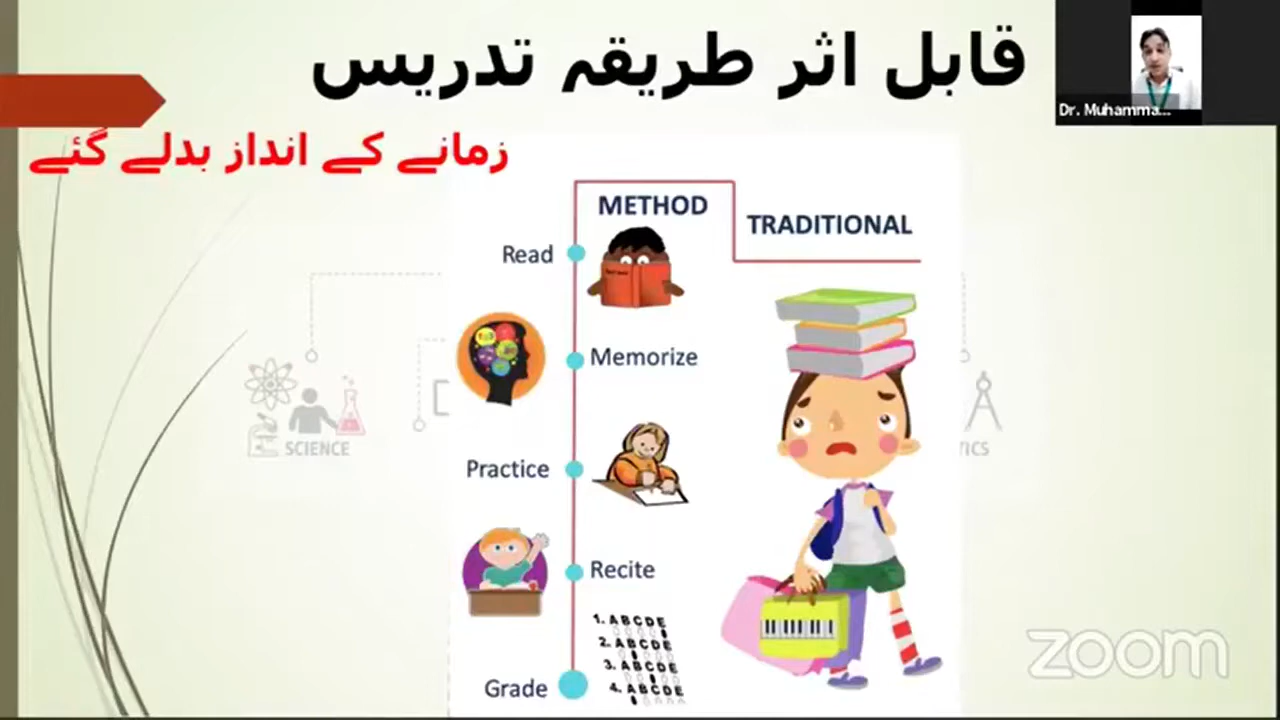 قابل اثر طریقہ تدریس
Dr. Muhamma...
زمانے کے انداز بدلے گئے
METHOD
TRADITIONAL
Read
Memorize
Practice
Recite
Grade
1. A B C D E
2. A B C D E
3. A B C D E
4. A B C D E
SCIENCE
TICS
zoom